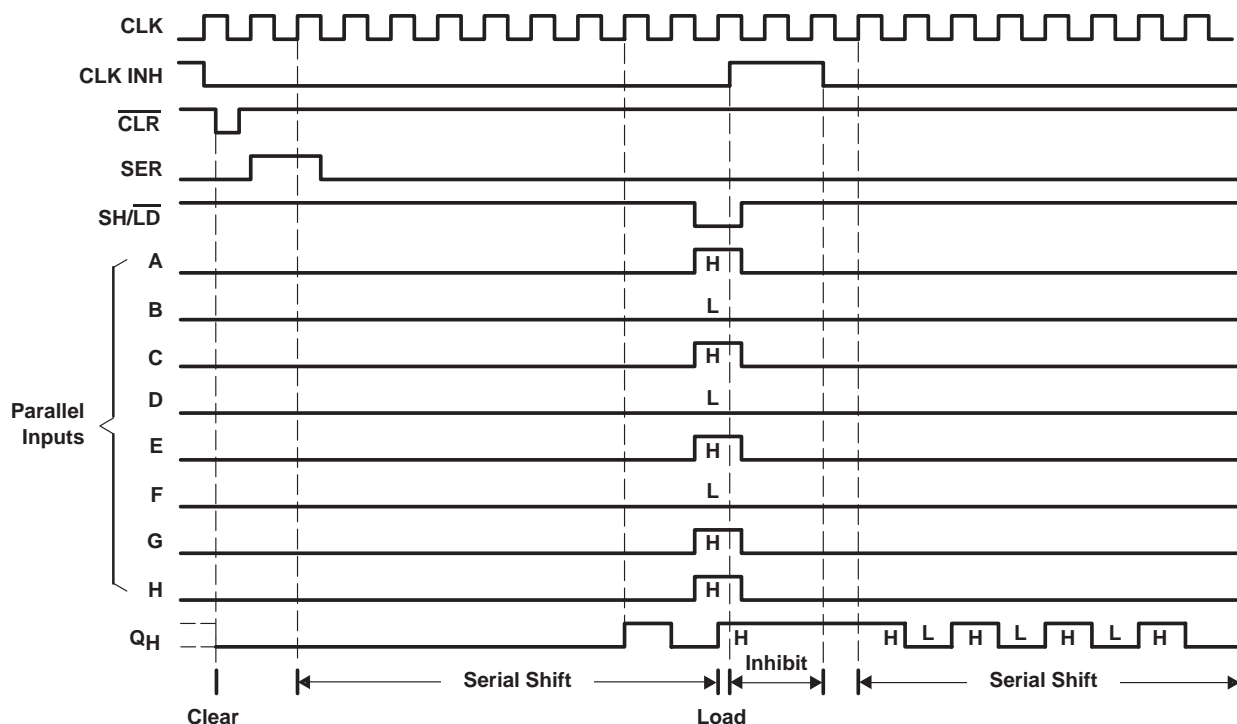 CLK
CLK INH
CLR
SER
SH/LD
Parallel
Inputs
A
H
B
L
C
H
D
L
E
H
F
L
G
H
H
H
QH
H
H
L
H
L
H
L
H
Serial Shift
Inhibit
Serial Shift
Clear
Load